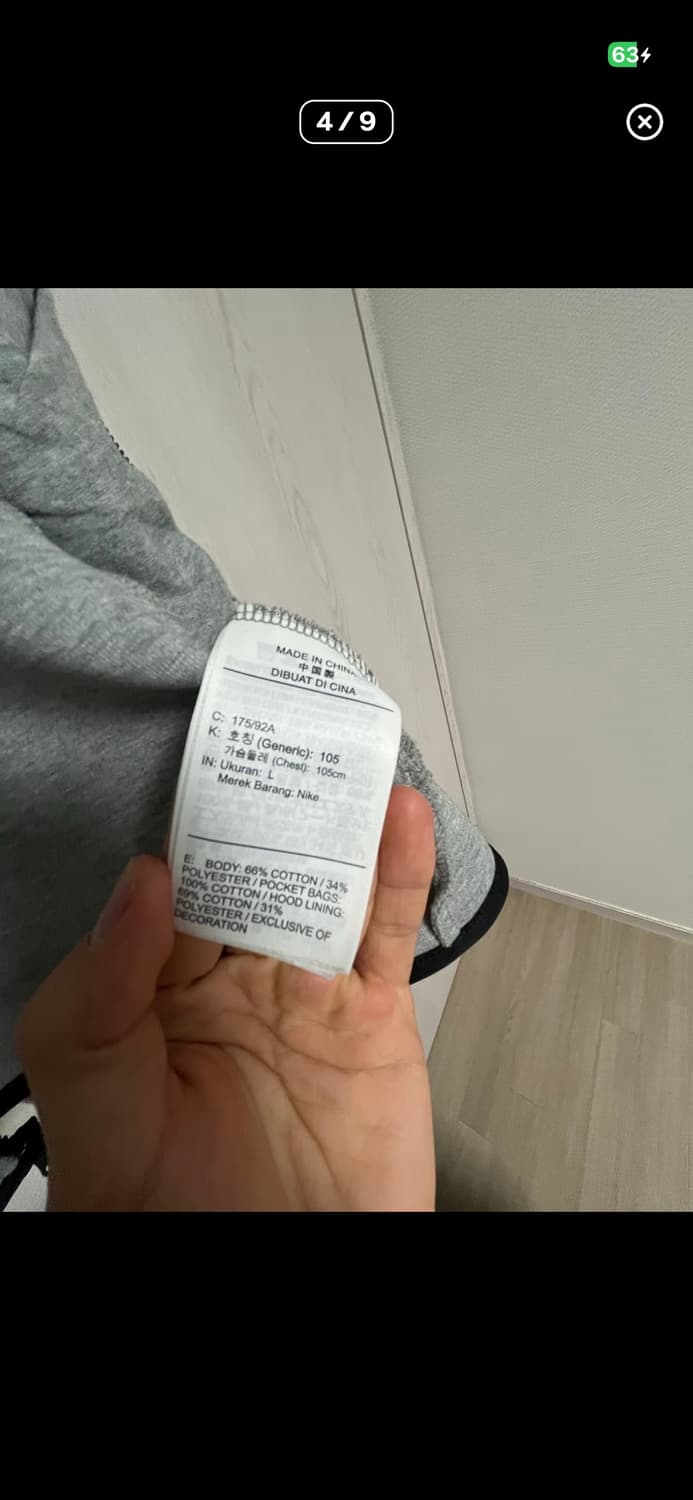 63
4/9
MADE IN CHINA
中国製
DIBUAT DI CINA
C: 175/92A
K: 호칭 (Generic): 105
가슴둘레 (Chest): 105cm
IN: Ukuran: L
Merek Barang: Nike
E: BODY: 66% COTTON / 34%
POLYESTER / POCKET BAGS:
100% COTTON / HOOD LINING:
69% COTTON / 31%
POLYESTER / EXCLUSIVE OF
DECORATION